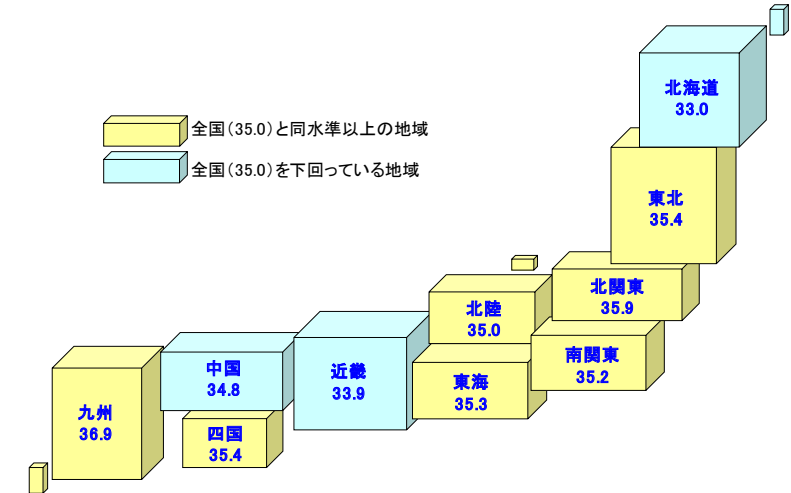 全国（35.0）と同水準以上の地域
全国（35.0）を下回っている地域
北海道
33.0
東北
35.4
北関東
35.9
北陸
35.0
南関東
35.2
中国
34.8
近畿
33.9
東海
35.3
九州
36.9
四国
35.4